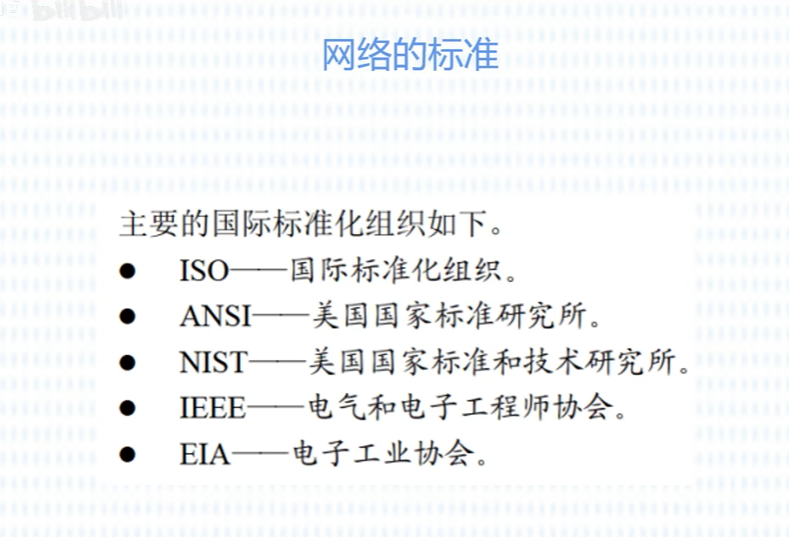 bilibili
网络的标准
主要的国际标准化组织如下。
● ISO——国际标准化组织。
● ANSI——美国国家标准研究所。
● NIST——美国国家标准和技术研究所。
● IEEE——电气和电子工程师协会。
● EIA——电子工业协会。